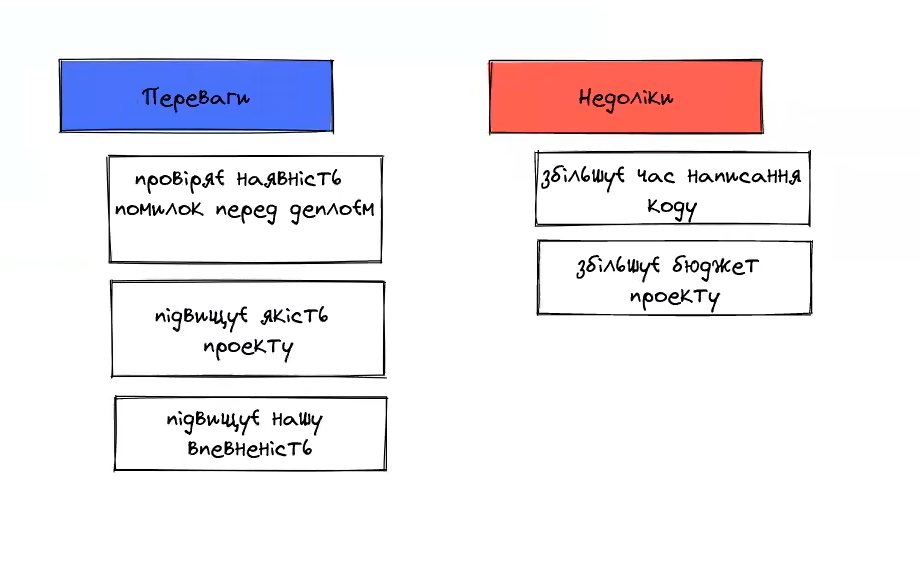 Переваги
провіряє наявність
помилок перед деплоєм
підвищує якість
проекту
підвищує нашу
впевненість
Недоліки
збільшує час написання
коду
збільшує бюджет
проекту